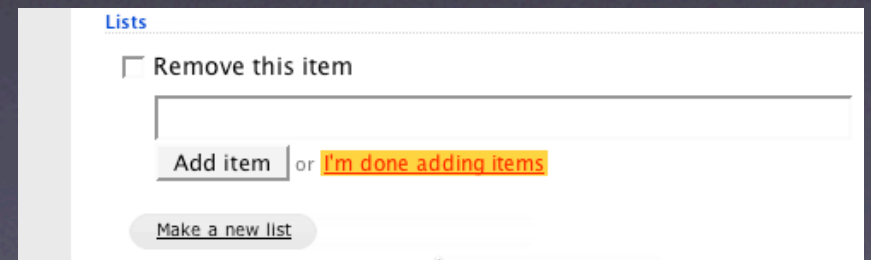 Lists
Remove this item
Add item or I'm done adding items
Make a new list